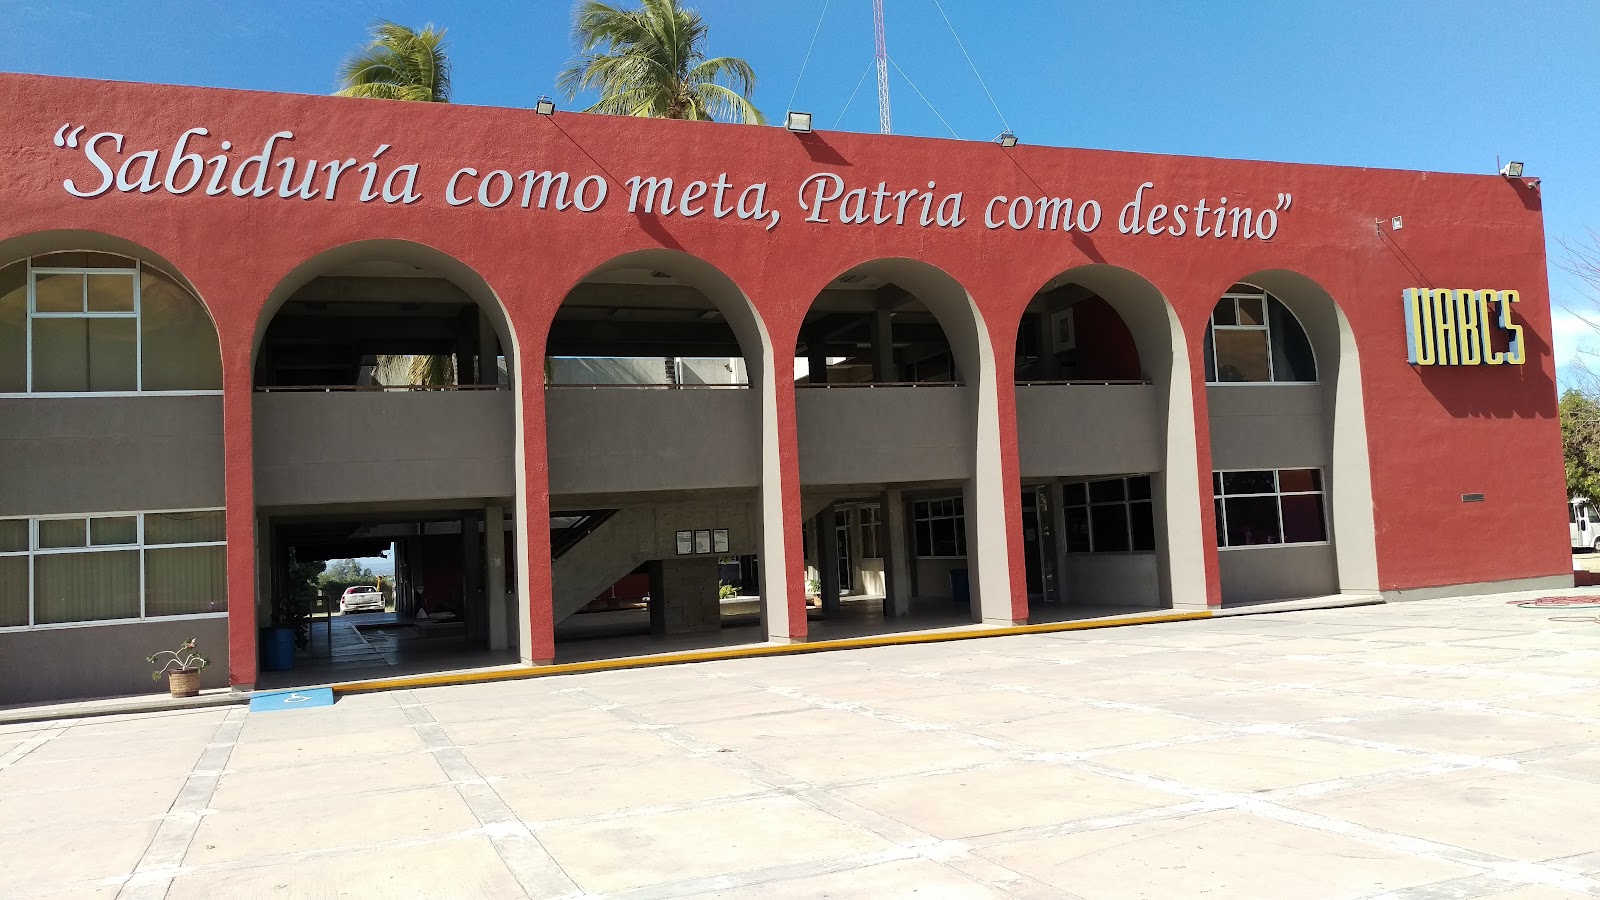 “Sabiduría como meta, Patria como destino”
UABCS